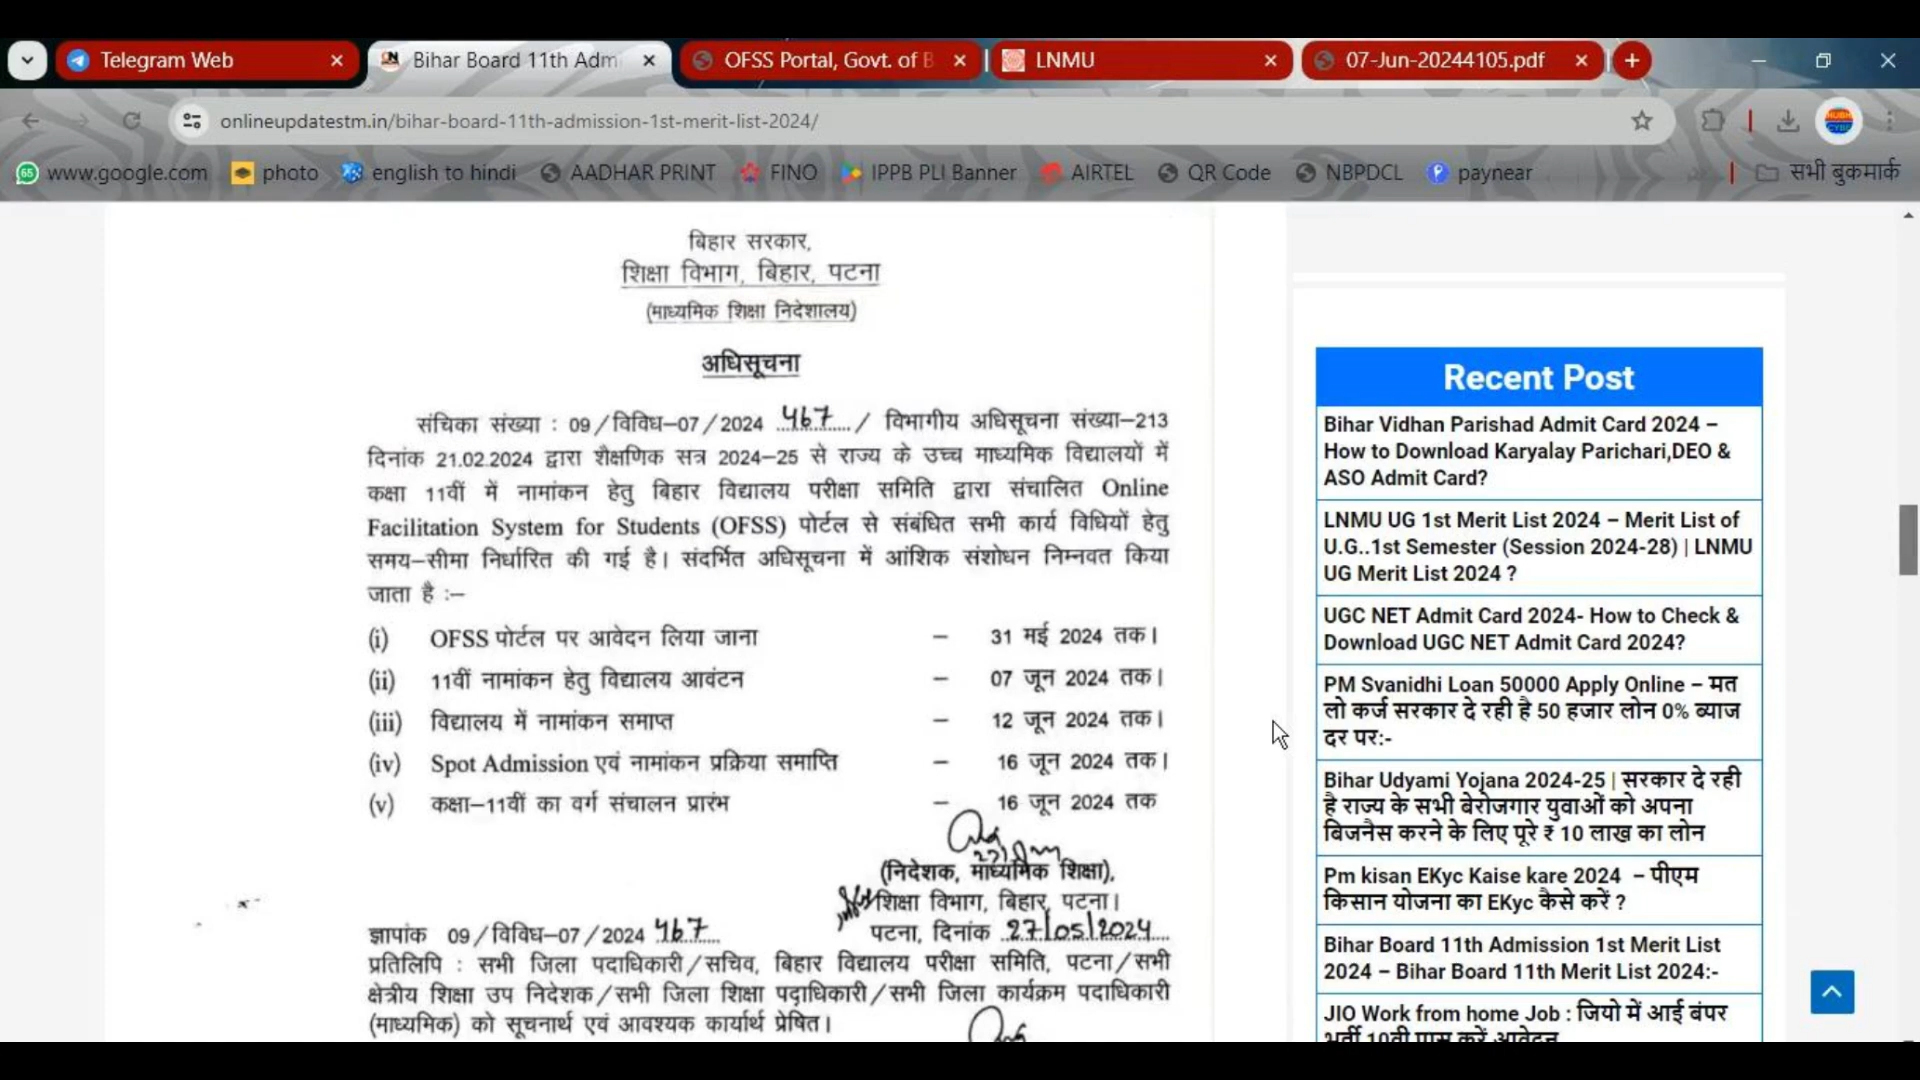 Telegram Web
Bihar Board 11th Adm
OFSS Portal, Govt. of B
LNMU
07-Jun-20244105.pdf
onlineupdatestm.in/bihar-board-11th-admission-1st-merit-list-2024/
www.google.com
photo
english to hindi
AADHAR PRINT
FINO
IPPB PLI Banner
AIRTEL
QR Code
NBPDCL
paynear
सभी बुकमार्क
बिहार सरकार,
शिक्षा विभाग, बिहार, पटना
(माध्यमिक शिक्षा निदेशालय)
अधिसूचना
संचिका संख्या : 09/विविध–07/2024 467 / विभागीय अधिसूचना संख्या–213
दिनांक 21.02.2024 द्वारा शैक्षणिक सत्र 2024–25 से राज्य के उच्च माध्यमिक विद्यालयों में
कक्षा 11वीं में नामांकन हेतु बिहार विद्यालय परीक्षा समिति द्वारा संचालित Online
Facilitation System for Students (OFSS) पोर्टल से संबंधित सभी कार्य विधियों हेतु
समय–सीमा निर्धारित की गई है। संदर्भित अधिसूचना में आंशिक संशोधन निम्नवत किया
जाता है :–
(i) OFSS पोर्टल पर आवेदन लिया जाना – 31 मई 2024 तक।
(ii) 11वीं नामांकन हेतु विद्यालय आवंटन – 07 जून 2024 तक।
(iii) विद्यालय में नामांकन समाप्त – 12 जून 2024 तक।
(iv) Spot Admission एवं नामांकन प्रक्रिया समाप्ति – 16 जून 2024 तक।
(v) कक्षा–11वीं का वर्ग संचालन प्रारंभ – 16 जून 2024 तक
(निदेशक, माध्यमिक शिक्षा),
शिक्षा विभाग, बिहार, पटना।
ज्ञापांक 09/विविध–07/2024 467 पटना, दिनांक 27/05/2024
प्रतिलिपि : सभी जिला पदाधिकारी/सचिव, बिहार विद्यालय परीक्षा समिति, पटना/सभी
क्षेत्रीय शिक्षा उप निदेशक/सभी जिला शिक्षा पदाधिकारी/सभी जिला कार्यक्रम पदाधिकारी
(माध्यमिक) को सूचनार्थ एवं आवश्यक कार्यार्थ प्रेषित।
Recent Post
Bihar Vidhan Parishad Admit Card 2024 –
How to Download Karyalay Parichari,DEO &
ASO Admit Card?
LNMU UG 1st Merit List 2024 – Merit List of
U.G..1st Semester (Session 2024-28) | LNMU
UG Merit List 2024 ?
UGC NET Admit Card 2024- How to Check &
Download UGC NET Admit Card 2024?
PM Svanidhi Loan 50000 Apply Online – मत
लो कर्ज सरकार दे रही है 50 हजार लोन 0% ब्याज
दर पर:-
Bihar Udyami Yojana 2024-25 | सरकार दे रही
है राज्य के सभी बेरोजगार युवाओं को अपना
बिजनैस करने के लिए पूरे ₹ 10 लाख का लोन
Pm kisan EKyc Kaise kare 2024 – पीएम
किसान योजना का EKyc कैसे करें ?
Bihar Board 11th Admission 1st Merit List
2024 – Bihar Board 11th Merit List 2024:-
JIO Work from home Job : जियो में आई बंपर
भर्ती 10वी पास करें आवेदन